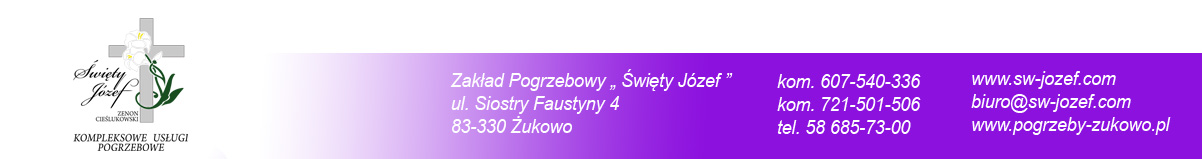 Święty
Józef
ZENON
CIEŚLUKOWSKI
KOMPLEKSOWE USŁUGI
POGRZEBOWE
Zakład Pogrzebowy „ Święty Józef ”
ul. Siostry Faustyny 4
83-330 Żukowo
kom. 607-540-336
kom. 721-501-506
tel. 58 685-73-00
www.sw-jozef.com
biuro@sw-jozef.com
www.pogrzeby-zukowo.pl